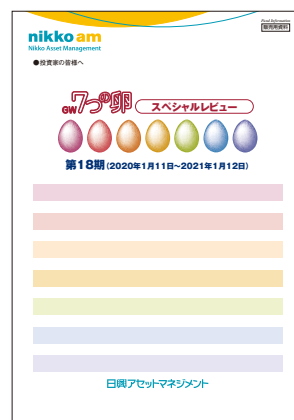 Fund Information
販売用資料
nikko am
Nikko Asset Management
●投資家の皆様へ
GW7つの卵
スペシャルレビュー
第18期(2020年1月11日～2021年1月12日)
日興アセットマネジメント